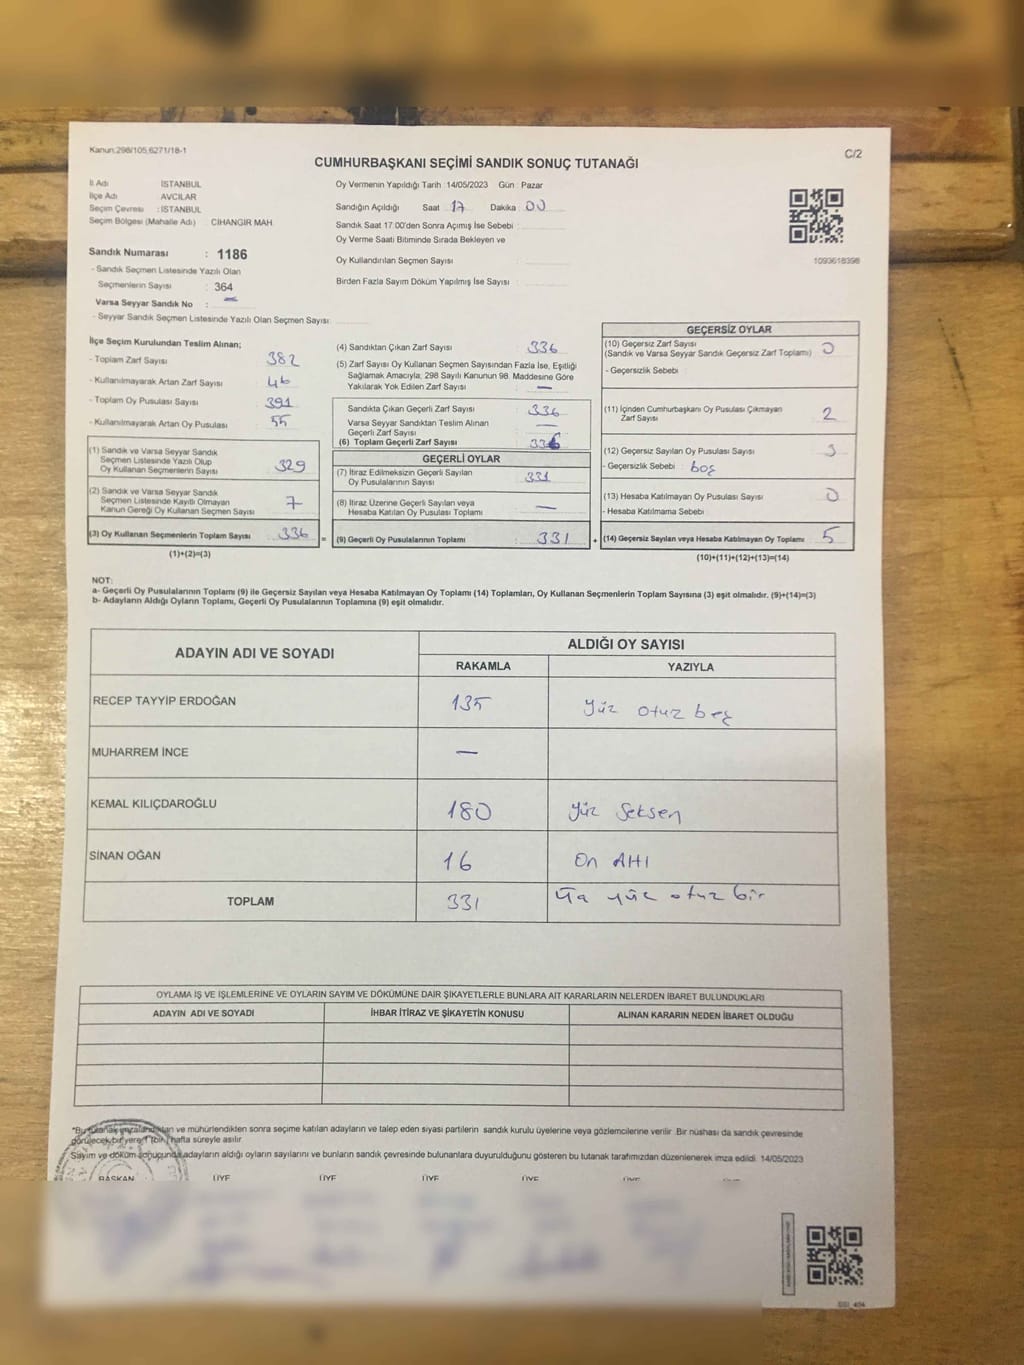 Kanun:298/105,6271/18-1
C/2
CUMHURBAŞKANI SEÇİMİ SANDIK SONUÇ TUTANAĞI
İl Adı İSTANBUL
İlçe Adı AVCILAR
Seçim Çevresi : İSTANBUL
Seçim Bölgesi (Mahalle Adı) CİHANGİR MAH.
Sandık Numarası : 1186
- Sandık Seçmen Listesinde Yazılı Olan
Seçmenlerin Sayısı : 364
Varsa Seyyar Sandık No : —
- Seyyar Sandık Seçmen Listesinde Yazılı Olan Seçmen Sayısı
Oy Vermenin Yapıldığı Tarih : 14/05/2023 Gün : Pazar
Sandığın Açıldığı Saat 17 Dakika 00
Sandık Saat 17:00'den Sonra Açımış İse Sebebi :
Oy Verme Saati Bitiminde Sırada Bekleyen ve
Oy Kullandırılan Seçmen Sayısı :
Birden Fazla Sayım Döküm Yapılmış İse Sayısı :
1093618398
İlçe Seçim Kurulundan Teslim Alınan;
- Toplam Zarf Sayısı 382
- Kullanılmayarak Artan Zarf Sayısı 46
- Toplam Oy Pusulası Sayısı 391
- Kullanılmayarak Artan Oy Pusulası 55
(1) Sandık ve Varsa Seyyar Sandık
Seçmen Listesinde Yazılı Olup
Oy Kullanan Seçmenlerin Sayısı 329
(2) Sandık ve Varsa Seyyar Sandık
Seçmen Listesinde Kayıtlı Olmayan
Kanun Gereği Oy Kullanan Seçmen Sayısı 7
(3) Oy Kullanan Seçmenlerin Toplam Sayısı 336 =
(1)+(2)=(3)
(4) Sandıktan Çıkan Zarf Sayısı 336
(5) Zarf Sayısı Oy Kullanan Seçmen Sayısından Fazla İse, Eşitliği
Sağlamak Amacıyla, 298 Sayılı Kanunun 98. Maddesine Göre
Yakılarak Yok Edilen Zarf Sayısı : —
Sandıkta Çıkan Geçerli Zarf Sayısı : 336
Varsa Seyyar Sandıktan Teslim Alınan
Geçerli Zarf Sayısı : —
(6) Toplam Geçerli Zarf Sayısı : 336
GEÇERLİ OYLAR
(7) İtiraz Edilmeksizin Geçerli Sayılan
Oy Pusulalarının Sayısı : 331
(8) İtiraz Üzerine Geçerli Sayılan veya
Hesaba Katılan Oy Pusulası Toplamı : —
(9) Geçerli Oy Pusulalarının Toplamı : 331 +
GEÇERSİZ OYLAR
(10) Geçersiz Zarf Sayısı
(Sandık ve Varsa Seyyar Sandık Geçersiz Zarf Toplamı) 0
- Geçersizlik Sebebi
(11) İçinden Cumhurbaşkanı Oy Pusulası Çıkmayan
Zarf Sayısı 2
(12) Geçersiz Sayılan Oy Pusulası Sayısı 3
- Geçersizlik Sebebi : boş
(13) Hesaba Katılmayan Oy Pusulası Sayısı 0
- Hesaba Katılmama Sebebi
(14) Geçersiz Sayılan veya Hesaba Katılmayan Oy Toplamı 5
(10)+(11)+(12)+(13)=(14)
NOT:
a- Geçerli Oy Pusulalarının Toplamı (9) ile Geçersiz Sayılan veya Hesaba Katılmayan Oy Toplamı (14) Toplamları, Oy Kullanan Seçmenlerin Toplam Sayısına (3) eşit olmalıdır. (9)+(14)=(3)
b- Adayların Aldığı Oyların Toplamı, Geçerli Oy Pusulalarının Toplamına (9) eşit olmalıdır.
ADAYIN ADI VE SOYADI ALDIĞI OY SAYISI
RAKAMLA YAZIYLA
RECEP TAYYİP ERDOĞAN 135 Yüz otuz beş
MUHARREM İNCE —
KEMAL KILIÇDAROĞLU 180 Yüz Seksen
SİNAN OĞAN 16 On Altı
TOPLAM 331 Üç yüz otuz bir
OYLAMA İŞ VE İŞLEMLERİNE VE OYLARIN SAYIM VE DÖKÜMÜNE DAİR ŞİKAYETLERLE BUNLARA AİT KARARLARIN NELERDEN İBARET BULUNDUKLARI
ADAYIN ADI VE SOYADI İHBAR İTİRAZ VE ŞİKAYETİN KONUSU ALINAN KARARIN NEDEN İBARET OLDUĞU
*Bu tutanak imzalandıktan ve mühürlendikten sonra seçime katılan adayların ve talep eden siyasi partilerin sandık kurulu üyelerine veya gözlemcilerine verilir. Bir nüshası da sandık çevresinde
görülecek bir yere 1 (bir) hafta süreyle asılır.
Sayım ve döküm sonucunda adayların aldığı oyların sayılarını ve bunların sandık çevresinde bulunanlara duyurulduğunu gösteren bu tutanak tarafımızdan düzenlenerek imza edildi. 14/05/2023
BAŞKAN ÜYE ÜYE ÜYE ÜYE ÜYE